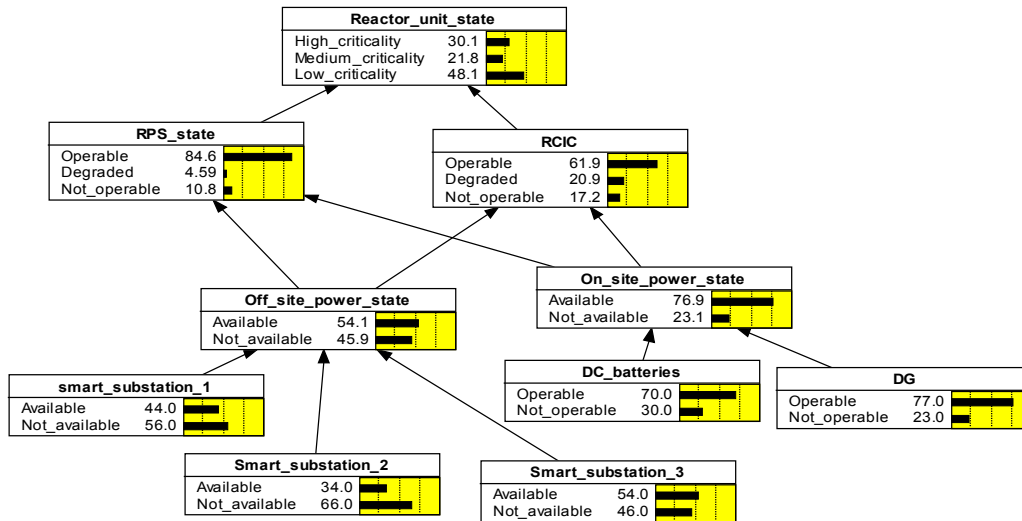 Reactor_unit_state
High_criticality 30.1
Medium_criticality 21.8
Low_criticality 48.1
RPS_state
Operable 84.6
Degraded 4.59
Not_operable 10.8
RCIC
Operable 61.9
Degraded 20.9
Not_operable 17.2
Off_site_power_state
Available 54.1
Not_available 45.9
On_site_power_state
Available 76.9
Not_available 23.1
smart_substation_1
Available 44.0
Not_available 56.0
DC_batteries
Operable 70.0
Not_operable 30.0
DG
Operable 77.0
Not_operable 23.0
Smart_substation_2
Available 34.0
Not_available 66.0
Smart_substation_3
Available 54.0
Not_available 46.0